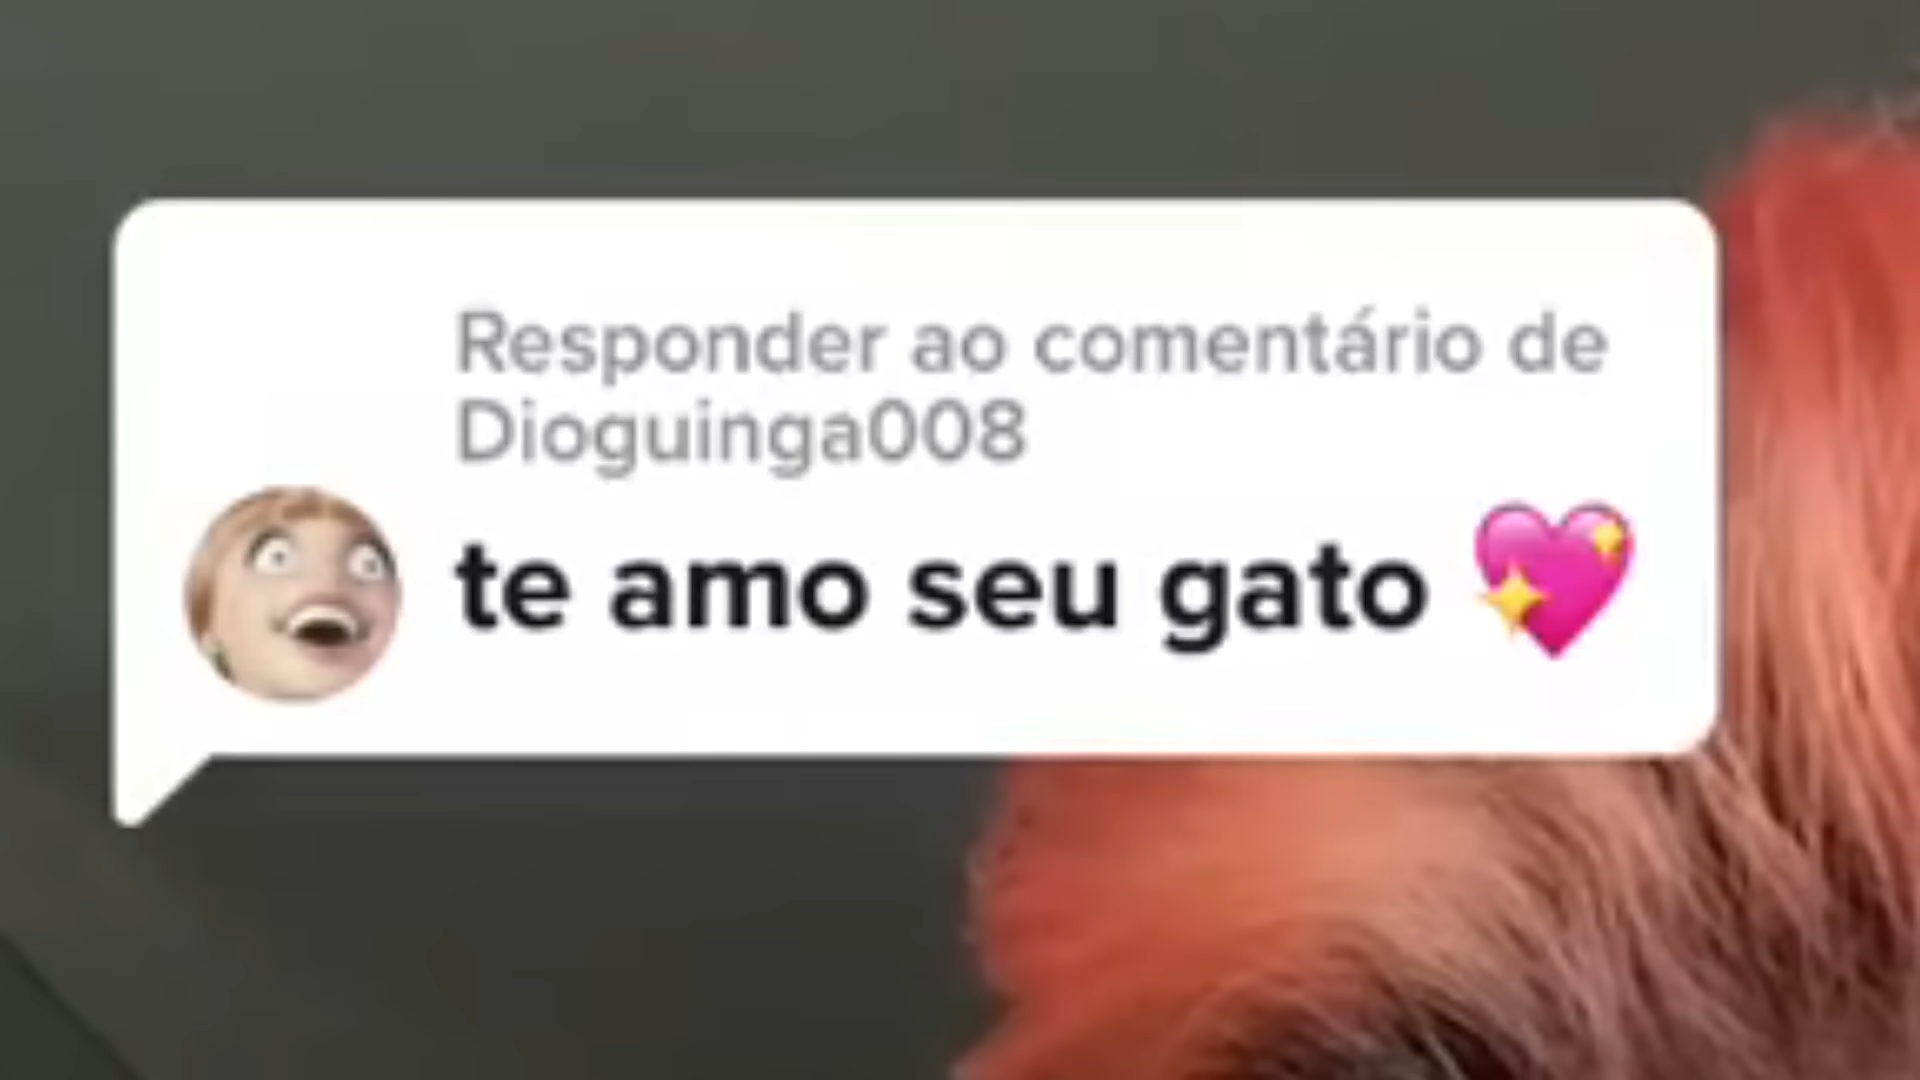 Responder ao comentário de
Dioguinga008
te amo seu gato 💖